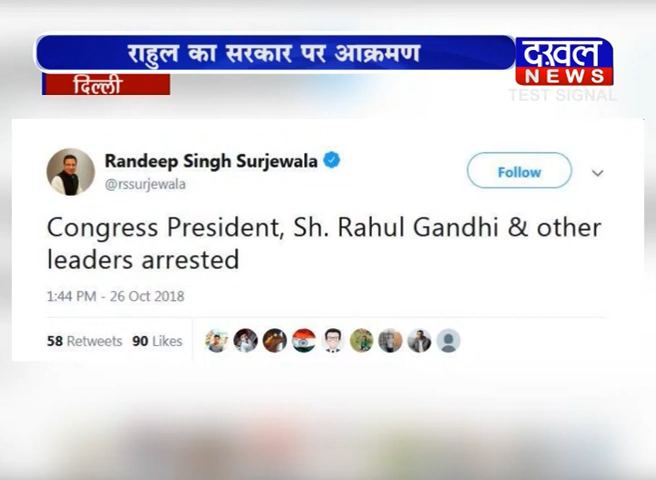 राहुल का सरकार पर आक्रमण
दख़ल
NEWS
TEST SIGNAL
दिल्ली
Randeep Singh Surjewala
@rssurjewala
Follow
Congress President, Sh. Rahul Gandhi & other
leaders arrested
1:44 PM - 26 Oct 2018
58 Retweets 90 Likes